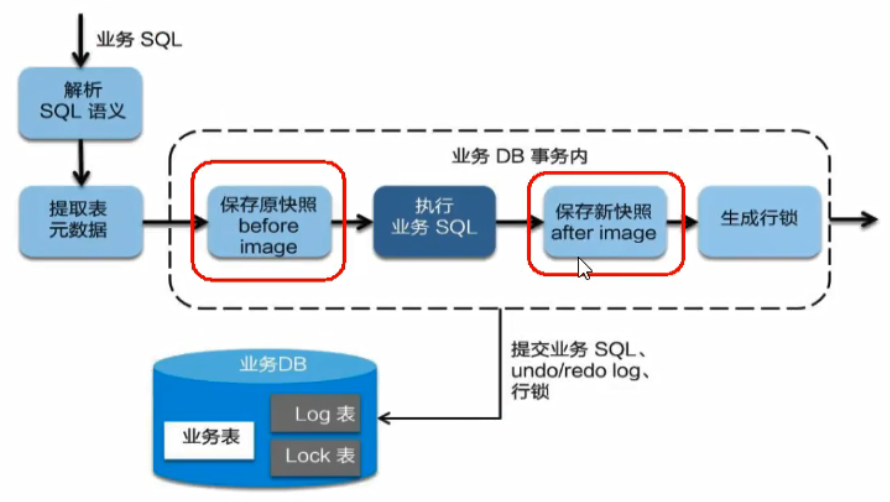 业务 SQL
解析
SQL 语义
业务 DB 事务内
提取表
元数据
保存原快照
before
image
执行
业务 SQL
保存新快照
after image
生成行锁
提交业务 SQL、
undo/redo log、
行锁
业务DB
Log 表
业务表
Lock 表